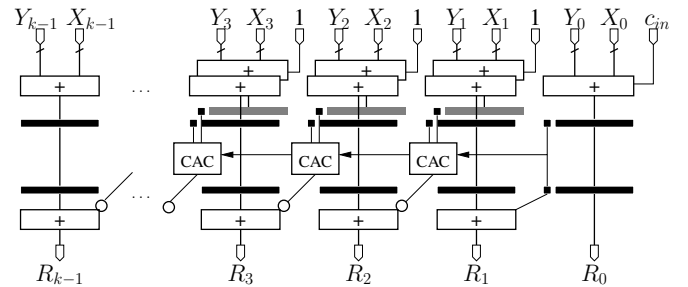 Y_{k−1} X_{k−1} Y_3 X_3 1 Y_2 X_2 1 Y_1 X_1 1 Y_0 X_0 c_{in}
+ + +
+ ... +
CAC CAC CAC
...
+ + + + +
R_{k−1} R_3 R_2 R_1 R_0